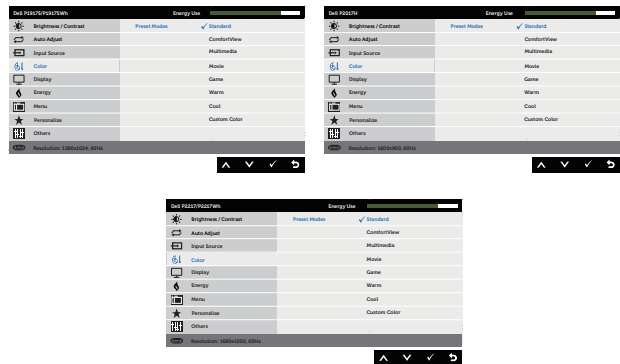 Dell P1917S/P1917SWh Energy Use
Brightness / Contrast Preset Modes ✓ Standard
Auto Adjust ComfortView
Input Source Multimedia
Color Movie
Display Game
Energy Warm
Menu Cool
Personalize Custom Color
Others
Resolution: 1280x1024, 60Hz
Dell P2017H Energy Use
Brightness / Contrast Preset Modes ✓ Standard
Auto Adjust ComfortView
Input Source Multimedia
Color Movie
Display Game
Energy Warm
Menu Cool
Personalize Custom Color
Others
Resolution: 1600x900, 60Hz
Dell P2217/P2217Wh Energy Use
Brightness / Contrast Preset Modes ✓ Standard
Auto Adjust ComfortView
Input Source Multimedia
Color Movie
Display Game
Energy Warm
Menu Cool
Personalize Custom Color
Others
Resolution: 1680x1050, 60Hz